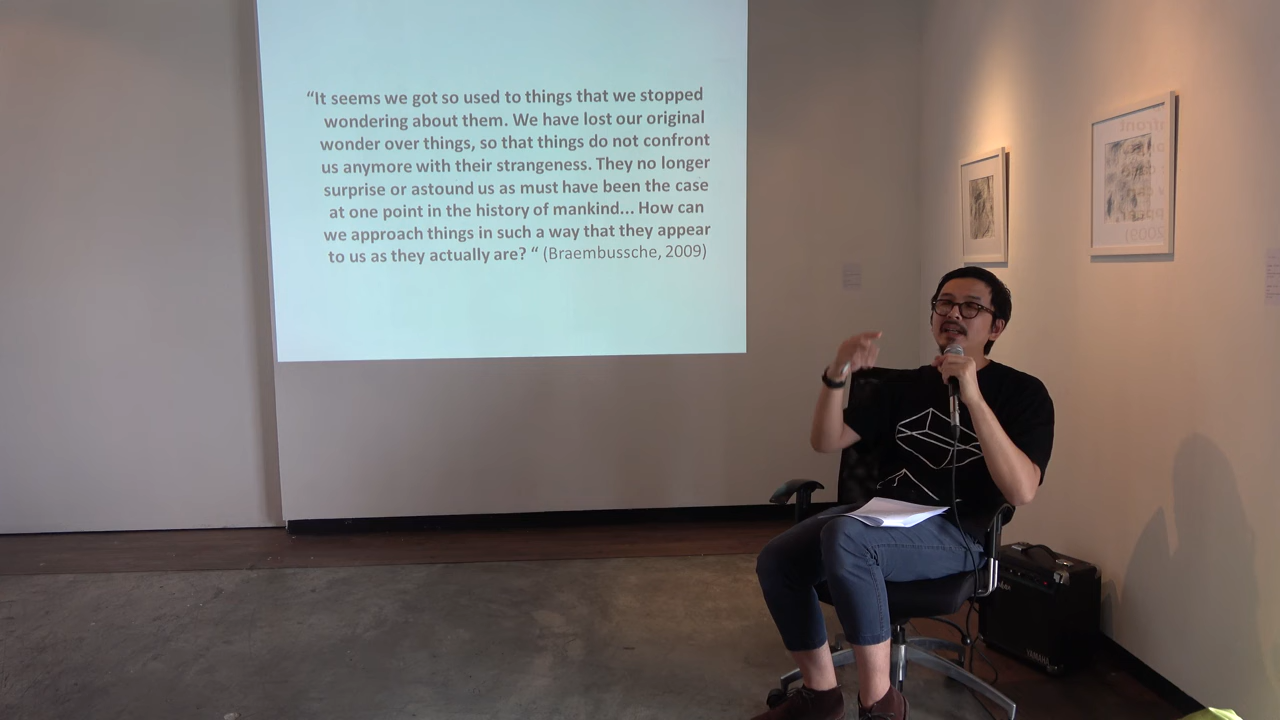 “It seems we got so used to things that we stopped
wondering about them. We have lost our original
wonder over things, so that things do not confront
us anymore with their strangeness. They no longer
surprise or astound us as must have been the case
at one point in the history of mankind... How can
we approach things in such a way that they appear
to us as they actually are? “ (Braembussche, 2009)
YAMAHA